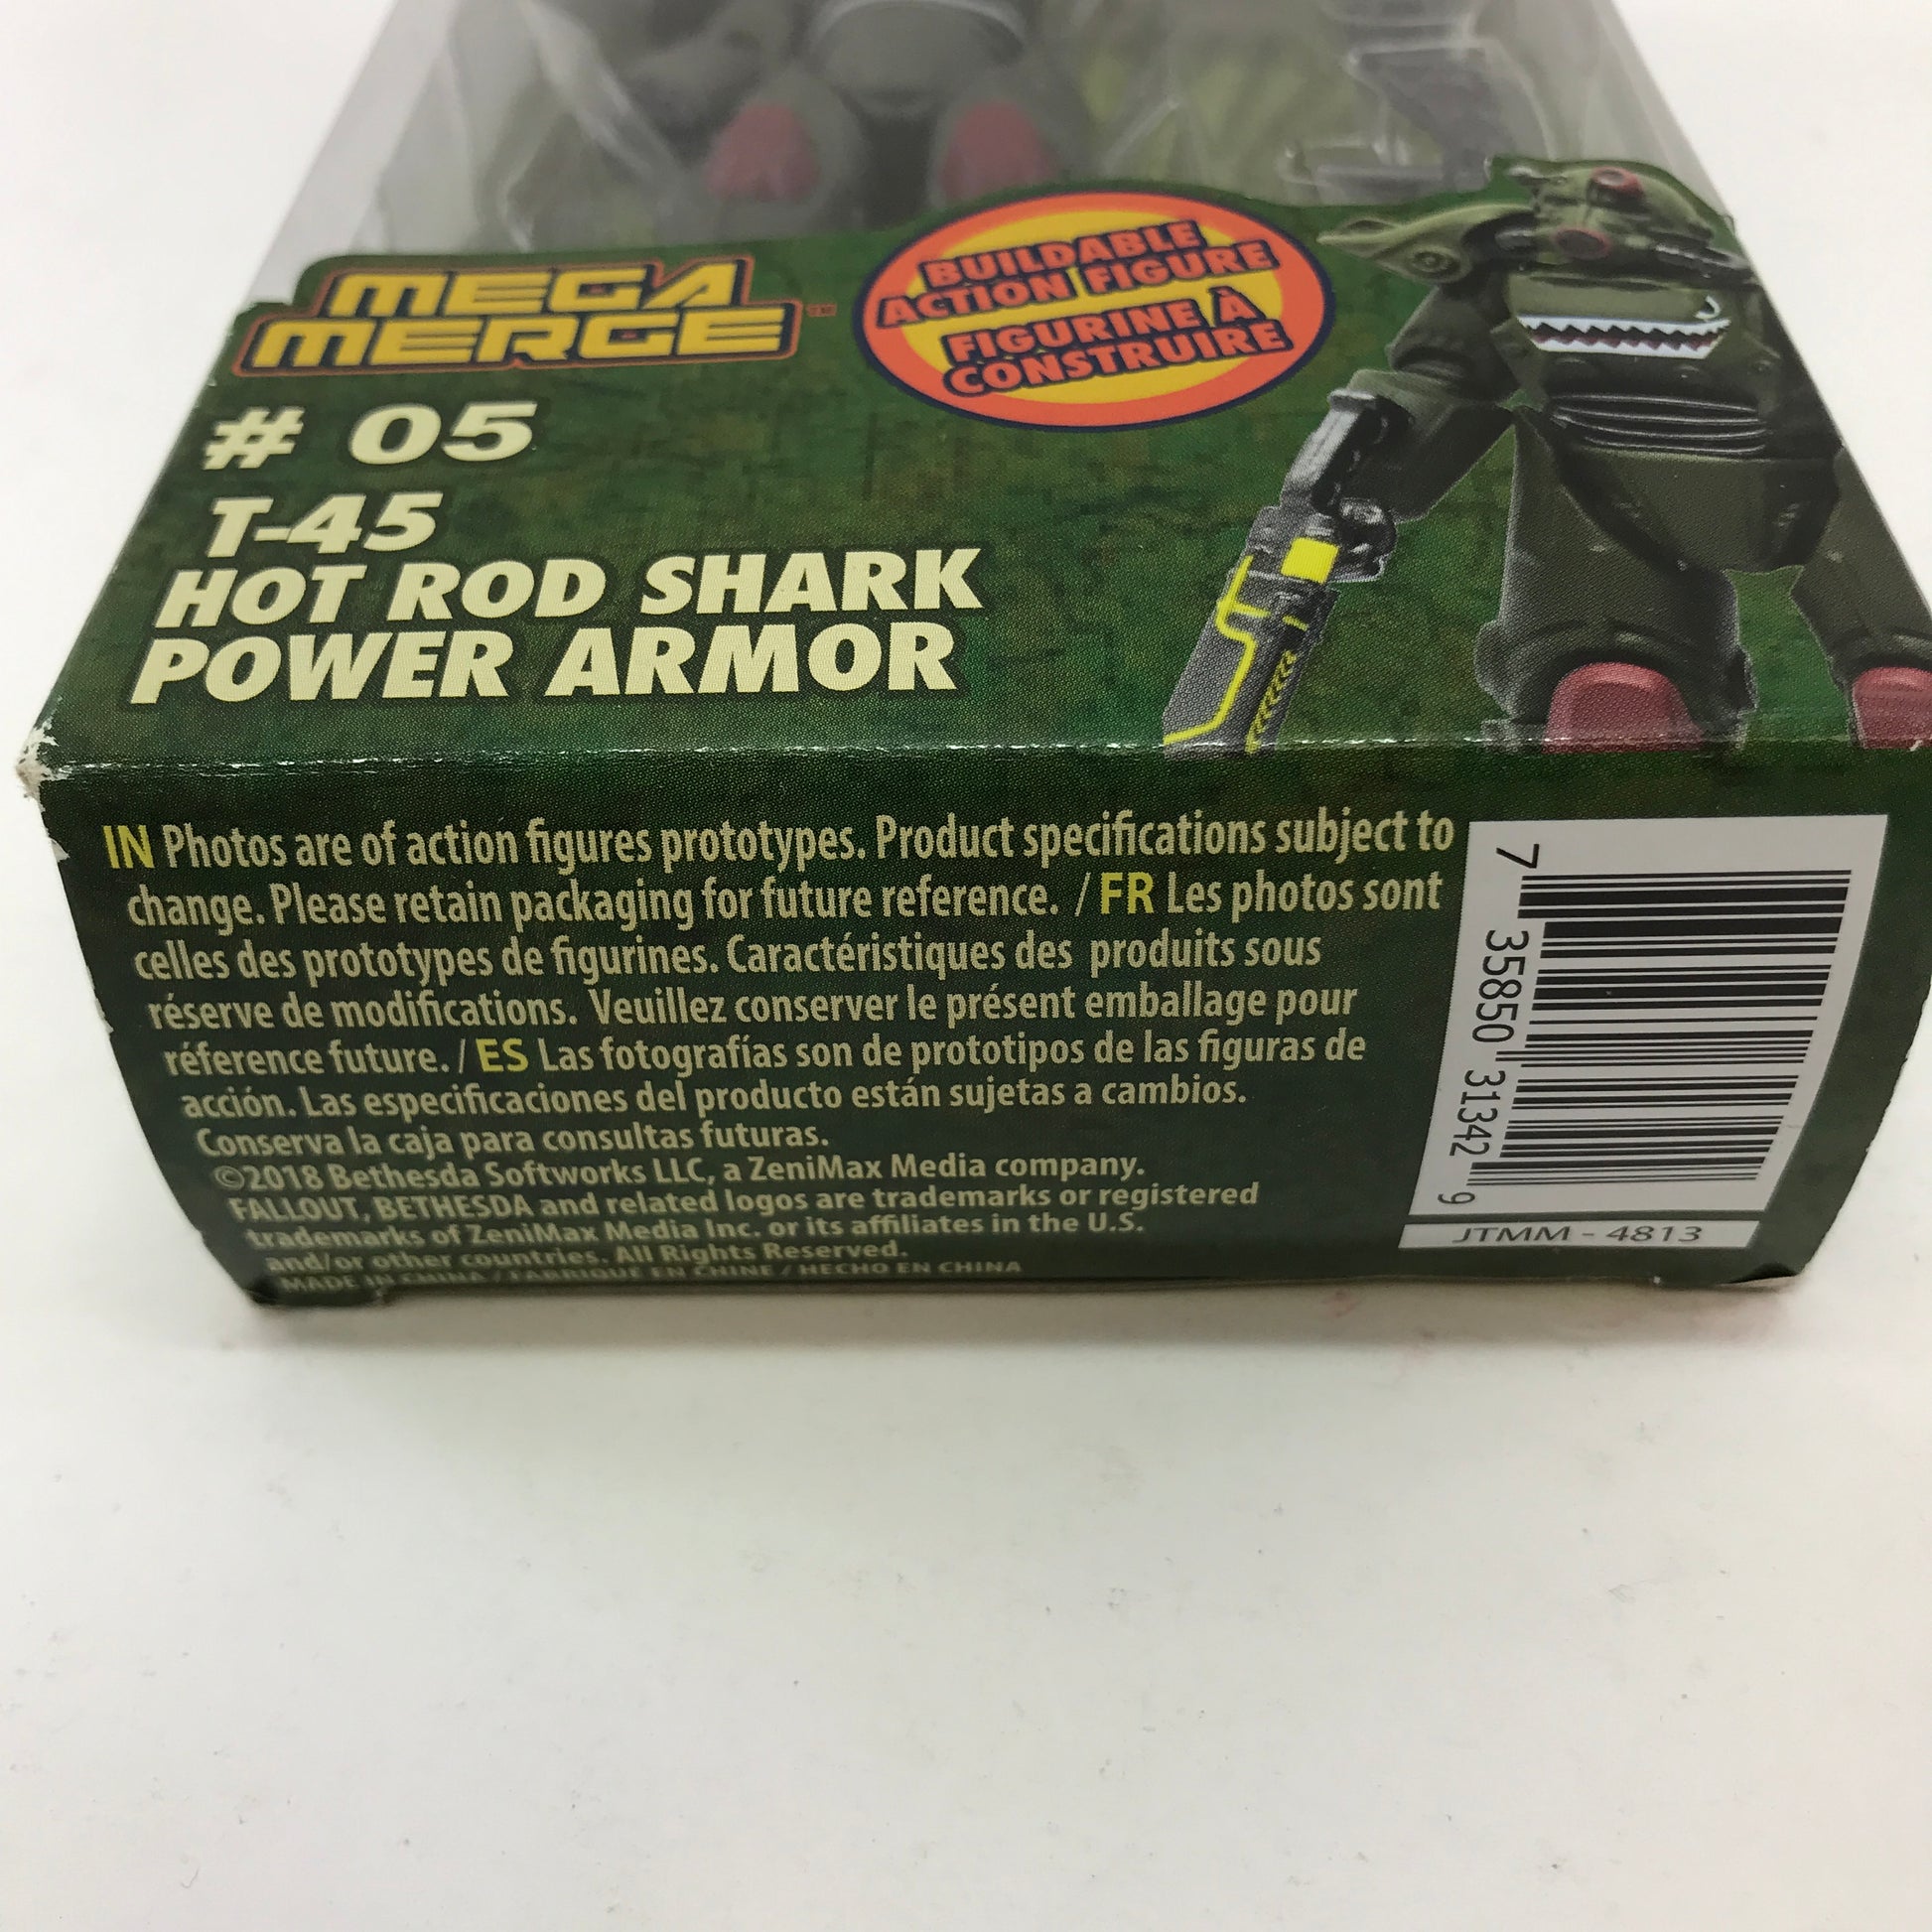 MEGA
MERGE™
BUILDABLE
ACTION FIGURE
FIGURINE À
CONSTRUIRE
# 05
T-45
HOT ROD SHARK
POWER ARMOR
IN Photos are of action figures prototypes. Product specifications subject to
change. Please retain packaging for future reference. / FR Les photos sont
celles des prototypes de figurines. Caractéristiques des produits sous
réserve de modifications. Veuillez conserver le présent emballage pour
réference future. / ES Las fotografías son de prototipos de las figuras de
acción. Las especificaciones del producto están sujetas a cambios.
Conserva la caja para consultas futuras.
©2018 Bethesda Softworks LLC, a ZeniMax Media company.
FALLOUT, BETHESDA and related logos are trademarks or registered
trademarks of ZeniMax Media Inc. or its affiliates in the U.S.
and/or other countries. All Rights Reserved.
MADE IN CHINA / FABRIQUE EN CHINE / HECHO EN CHINA
7 35850 31342 9
JTMM - 4813